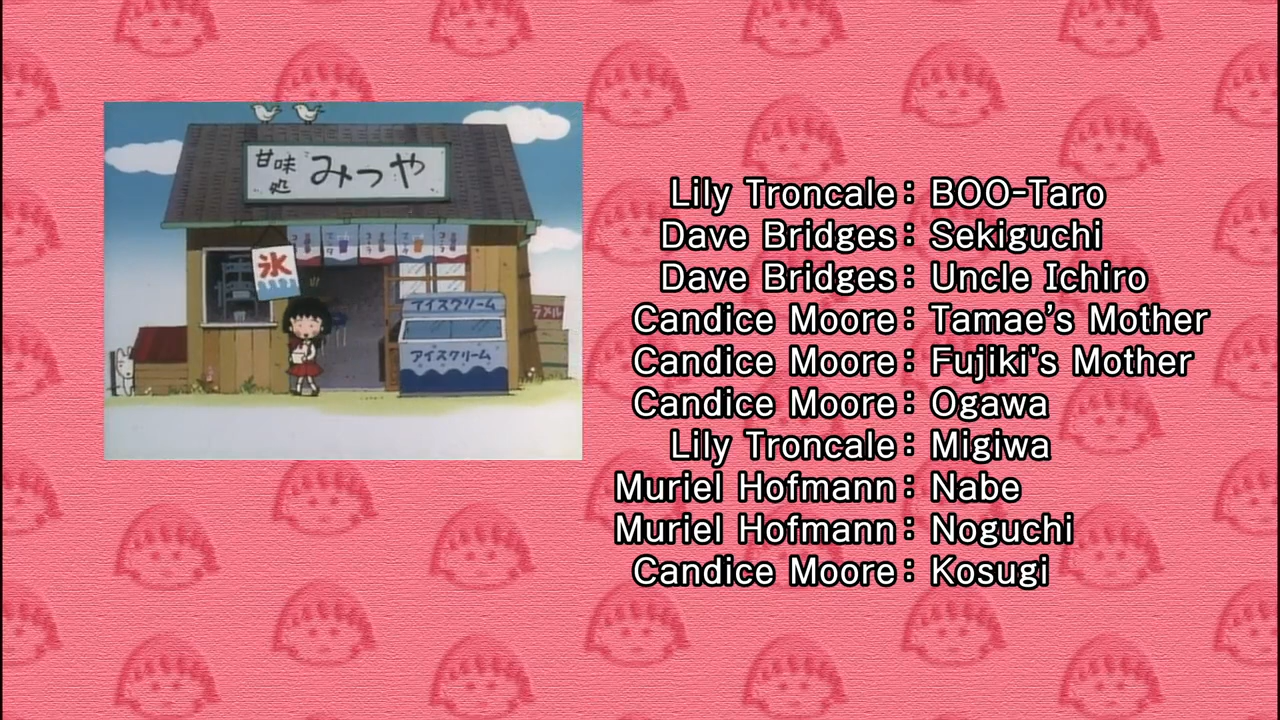 甘味
処
みつや
氷
アイスクリーム
アイスクリーム
Lily Troncale: BOO-Taro
Dave Bridges: Sekiguchi
Dave Bridges: Uncle Ichiro
Candice Moore: Tamae’s Mother
Candice Moore: Fujiki's Mother
Candice Moore: Ogawa
Lily Troncale: Migiwa
Muriel Hofmann: Nabe
Muriel Hofmann: Noguchi
Candice Moore: Kosugi